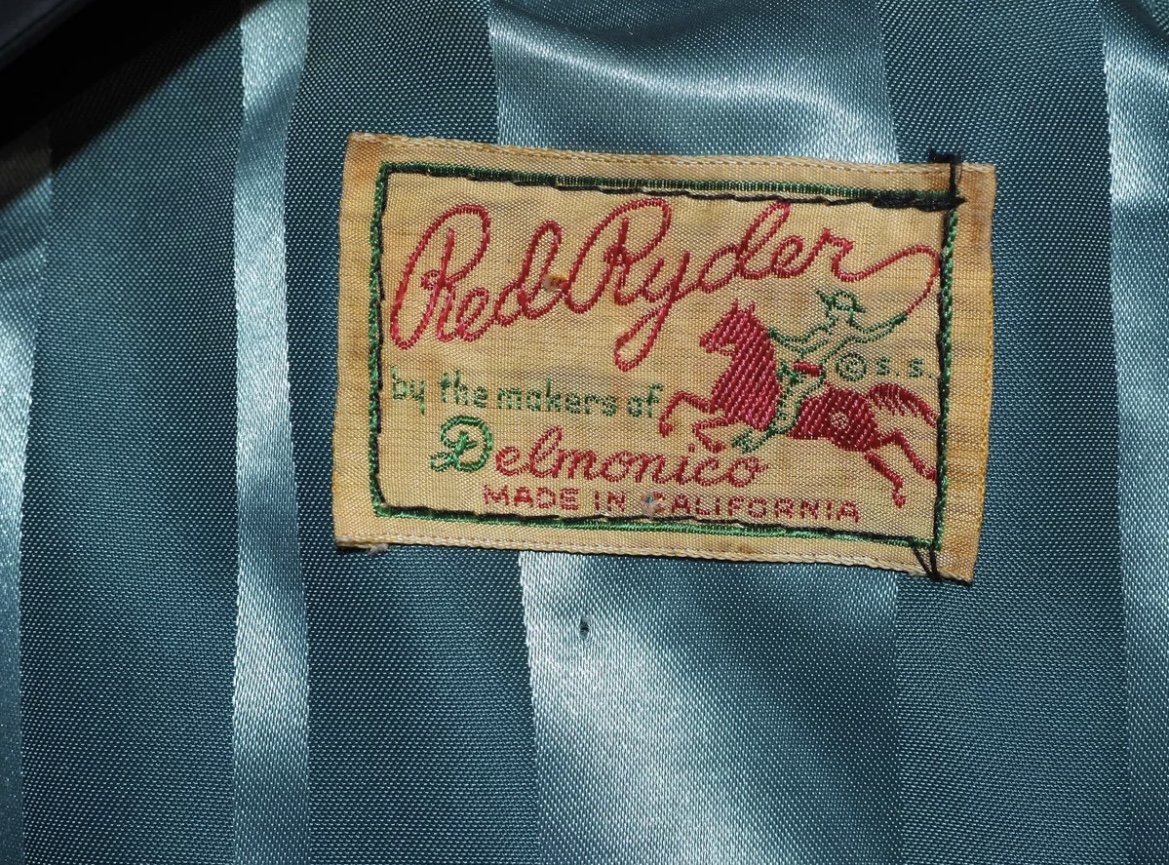 Red Ryder
© s. s.
by the makers of
Delmonico
MADE IN CALIFORNIA